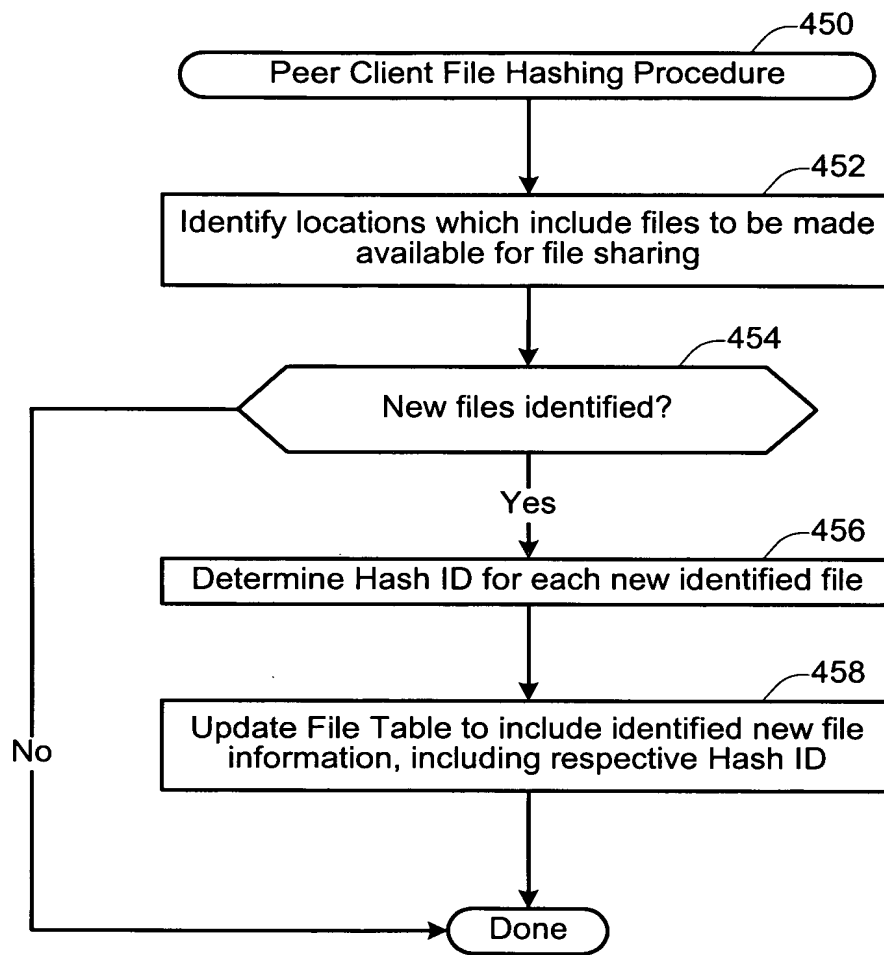 450
Peer Client File Hashing Procedure
452
Identify locations which include files to be made
available for file sharing
454
New files identified?
Yes
456
Determine Hash ID for each new identified file
458
Update File Table to include identified new file
information, including respective Hash ID
No
Done